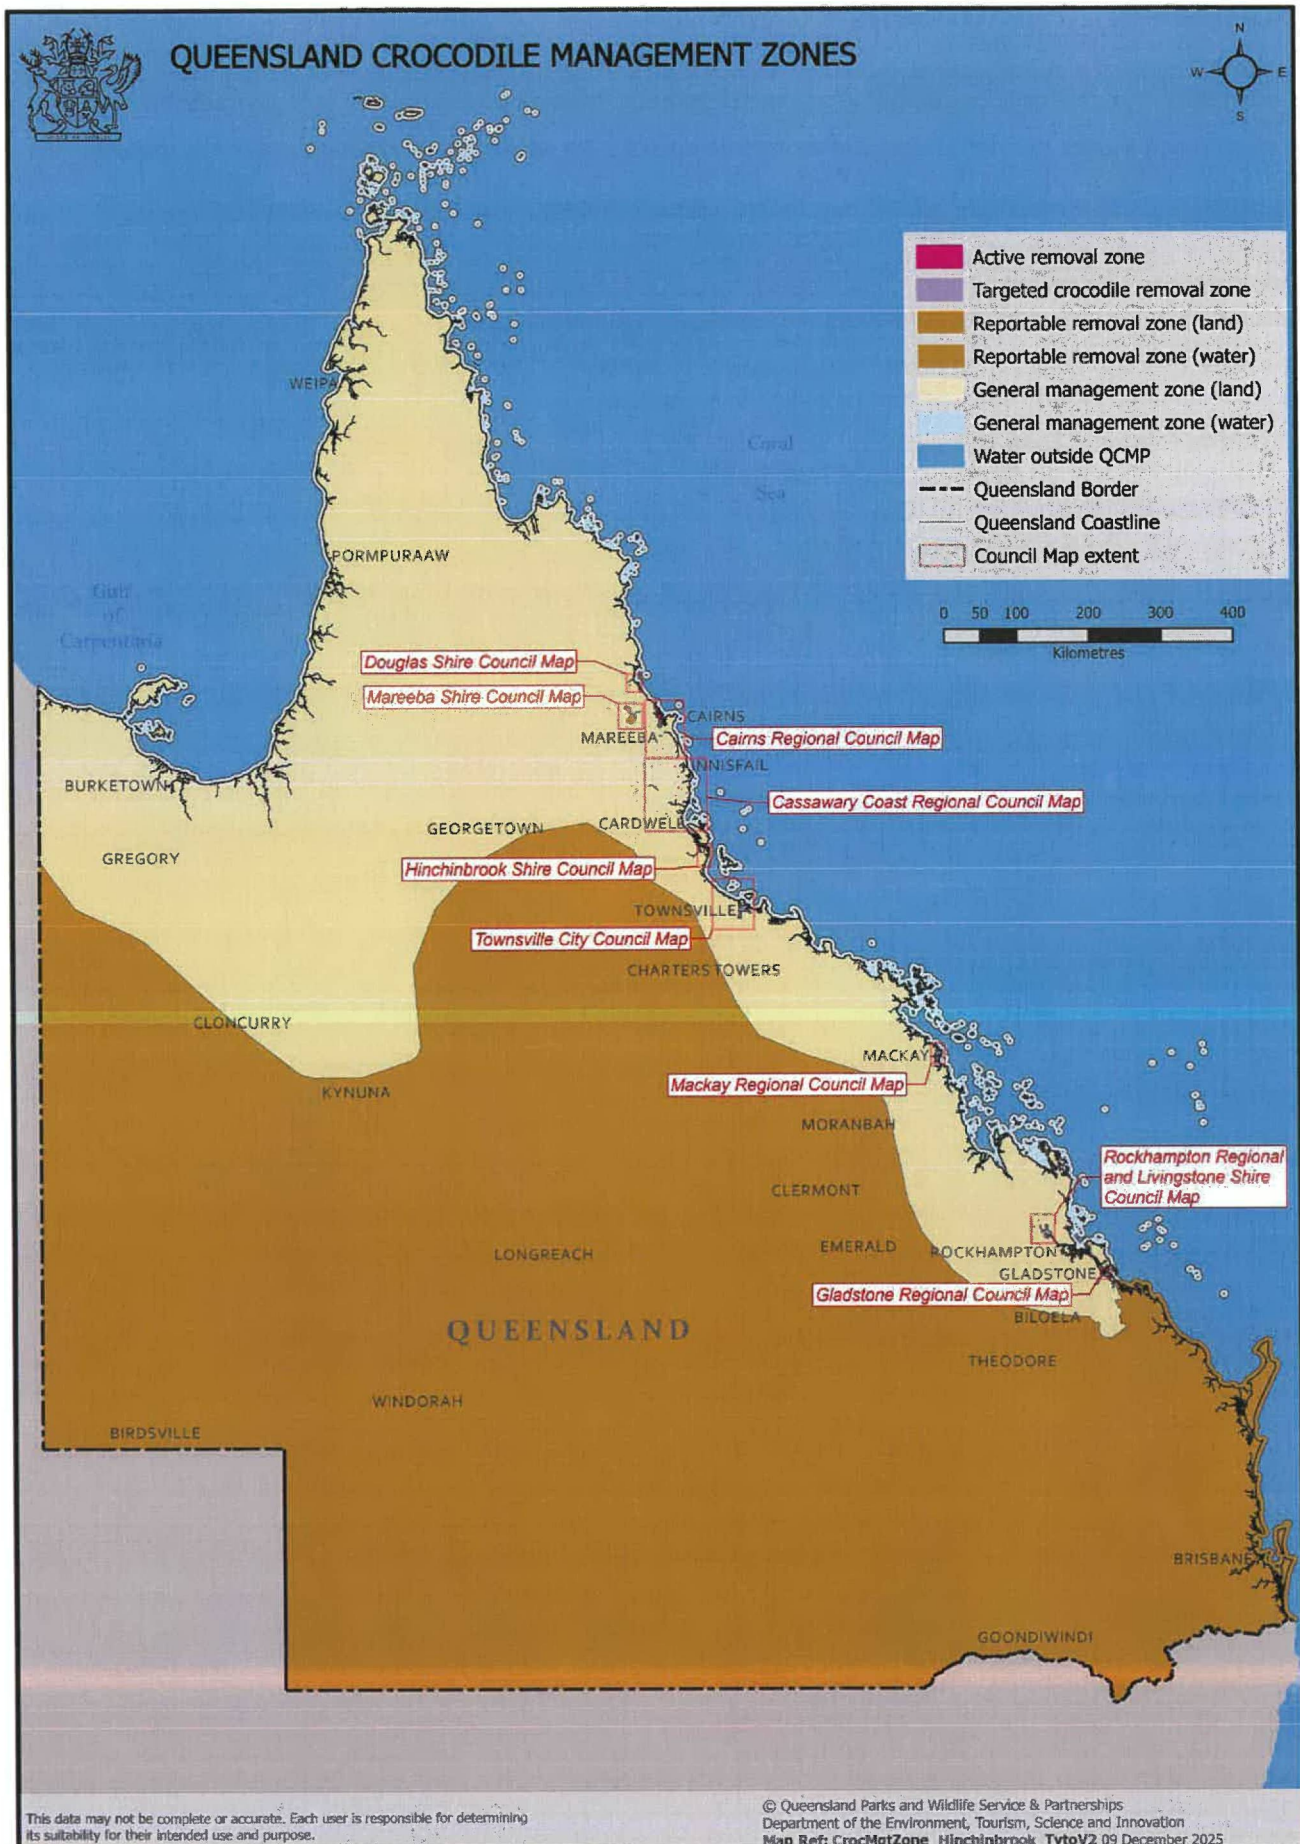 QUEENSLAND CROCODILE MANAGEMENT ZONES
N
W
E
S
Active removal zone
Targeted crocodile removal zone
Reportable removal zone (land)
Reportable removal zone (water)
General management zone (land)
General management zone (water)
Water outside QCMP
Queensland Border
Queensland Coastline
Council Map extent
0 50 100 200 300 400
Kilometres
WEIPA
Coral
Sea
PORMPURAAW
Gulf
of
Carpentaria
Douglas Shire Council Map
Mareeba Shire Council Map
CAIRNS
MAREEBA
Cairns Regional Council Map
INNISFAIL
BURKETOWN
Cassawary Coast Regional Council Map
GEORGETOWN
CARDWELL
GREGORY
Hinchinbrook Shire Council Map
TOWNSVILLE
Townsville City Council Map
CHARTERS TOWERS
CLONCURRY
MACKAY
Mackay Regional Council Map
KYNUNA
MORANBAH
Rockhampton Regional
and Livingstone Shire
Council Map
CLERMONT
EMERALD
LONGREACH
ROCKHAMPTON
GLADSTONE
Gladstone Regional Council Map
BILOELA
QUEENSLAND
THEODORE
WINDORAH
BIRDSVILLE
BRISBANE
GOONDIWINDI
This data may not be complete or accurate. Each user is responsible for determining
its suitability for their intended use and purpose.
© Queensland Parks and Wildlife Service & Partnerships
Department of the Environment, Tourism, Science and Innovation
Map Ref: CrocMgtZone_Hinchinbrook_TytoV2 09 December 2025